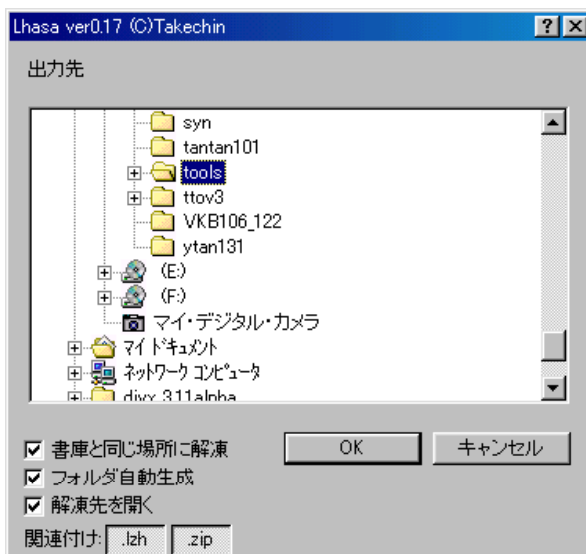 Lhasa ver0.17 (C)Takechin
出力先
syn
tantan101
tools
ttov3
VKB106_122
ytan131
(E:)
(F:)
マイ・デジタル・カメラ
マイ ドキュメント
ネットワーク コンピュータ
divx 311alpha
書庫と同じ場所に解凍
OK
キャンセル
フォルダ自動生成
解凍先を開く
関連付け: .lzh .zip